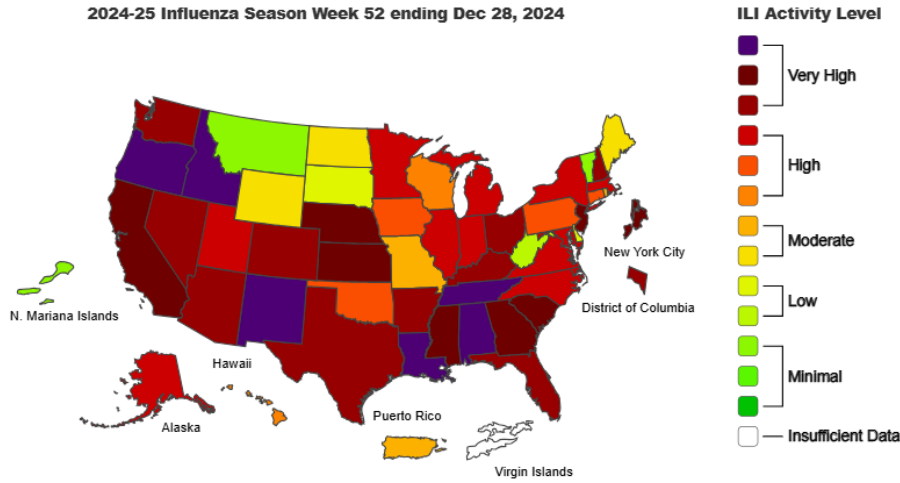 2024-25 Influenza Season Week 52 ending Dec 28, 2024
ILI Activity Level
Very High
High
Moderate
Low
Minimal
Insufficient Data
New York City
District of Columbia
N. Mariana Islands
Hawaii
Alaska
Puerto Rico
Virgin Islands